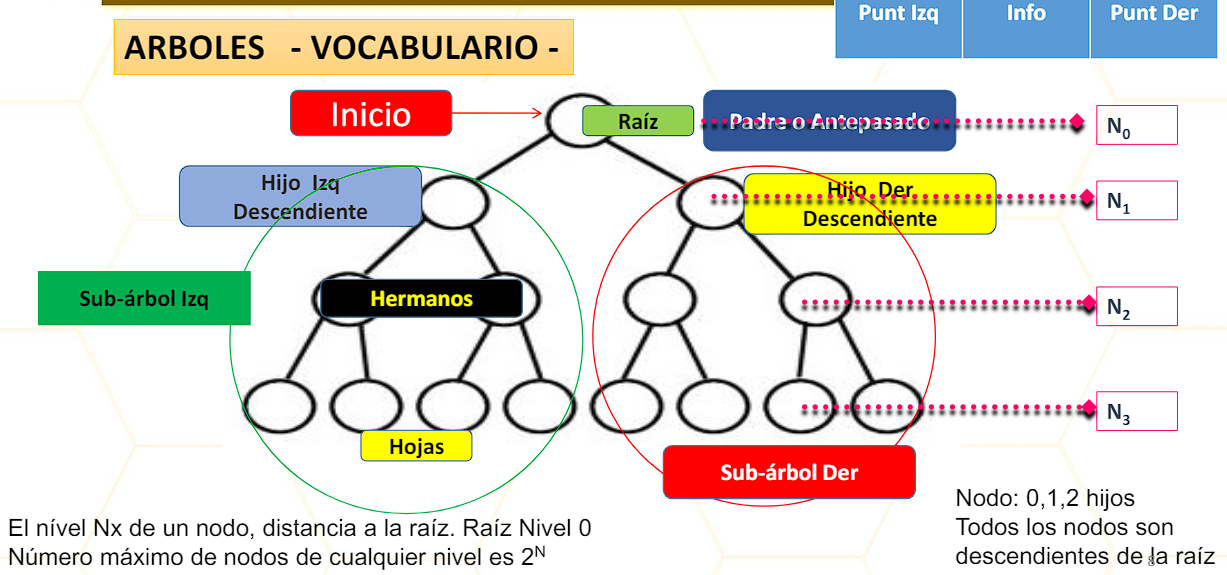 Punt Izq Info Punt Der
ARBOLES - VOCABULARIO -
Inicio
Raíz
Padre o Antepasado
N0
Hijo Izq
Descendiente
Hijo Der
Descendiente
N1
Sub-árbol Izq
Hermanos
N2
N3
Hojas
Sub-árbol Der
Nodo: 0,1,2 hijos
Todos los nodos son
descendientes de la raíz
El nível Nx de un nodo, distancia a la raíz. Raíz Nivel 0
Número máximo de nodos de cualquier nivel es 2^N
8